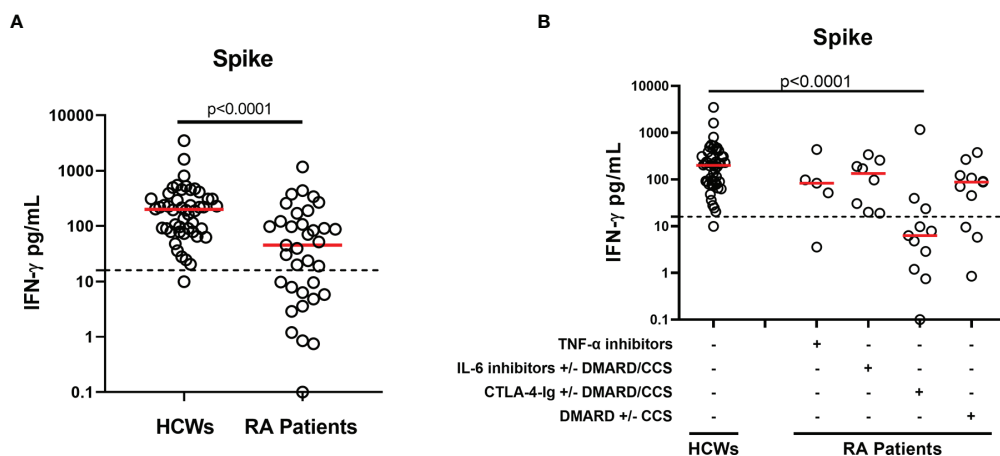 A
Spike
p<0.0001
IFN-γ pg/mL
10000
1000
100
10
1
0.1
HCWs RA Patients
B
Spike
p<0.0001
IFN-γ pg/mL
10000
1000
100
10
1
0.1
TNF-α inhibitors - + - - -
IL-6 inhibitors +/- DMARD/CCS - - + - -
CTLA-4-Ig +/- DMARD/CCS - - - + -
DMARD +/- CCS - - - - +
HCWs RA Patients